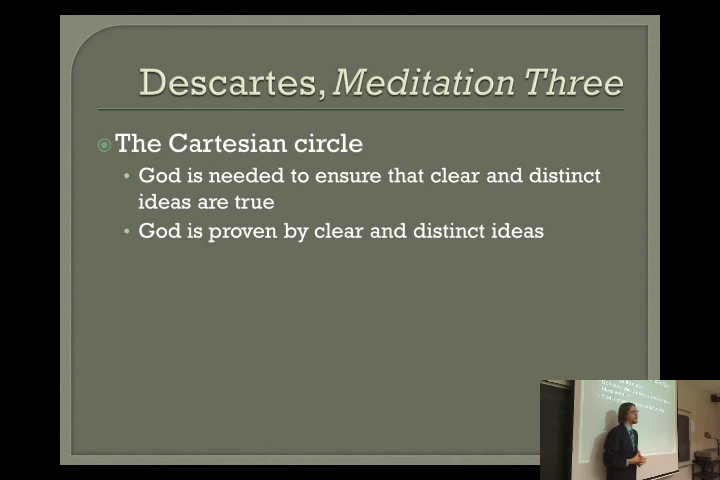 Descartes, Meditation Three
The Cartesian circle
God is needed to ensure that clear and distinct
ideas are true
God is proven by clear and distinct ideas